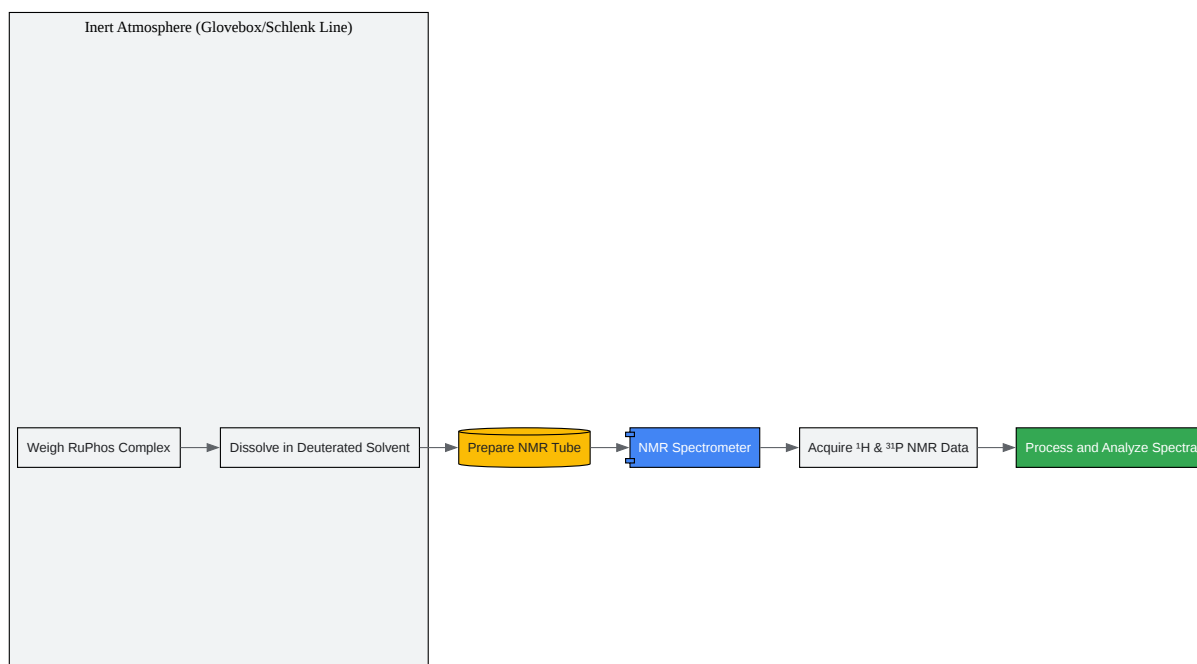 Inert Atmosphere (Glovebox/Schlenk Line)
Weigh RuPhos Complex
Dissolve in Deuterated Solvent
Prepare NMR Tube
NMR Spectrometer
Acquire ¹H & ³¹P NMR Data
Process and Analyze Spectra